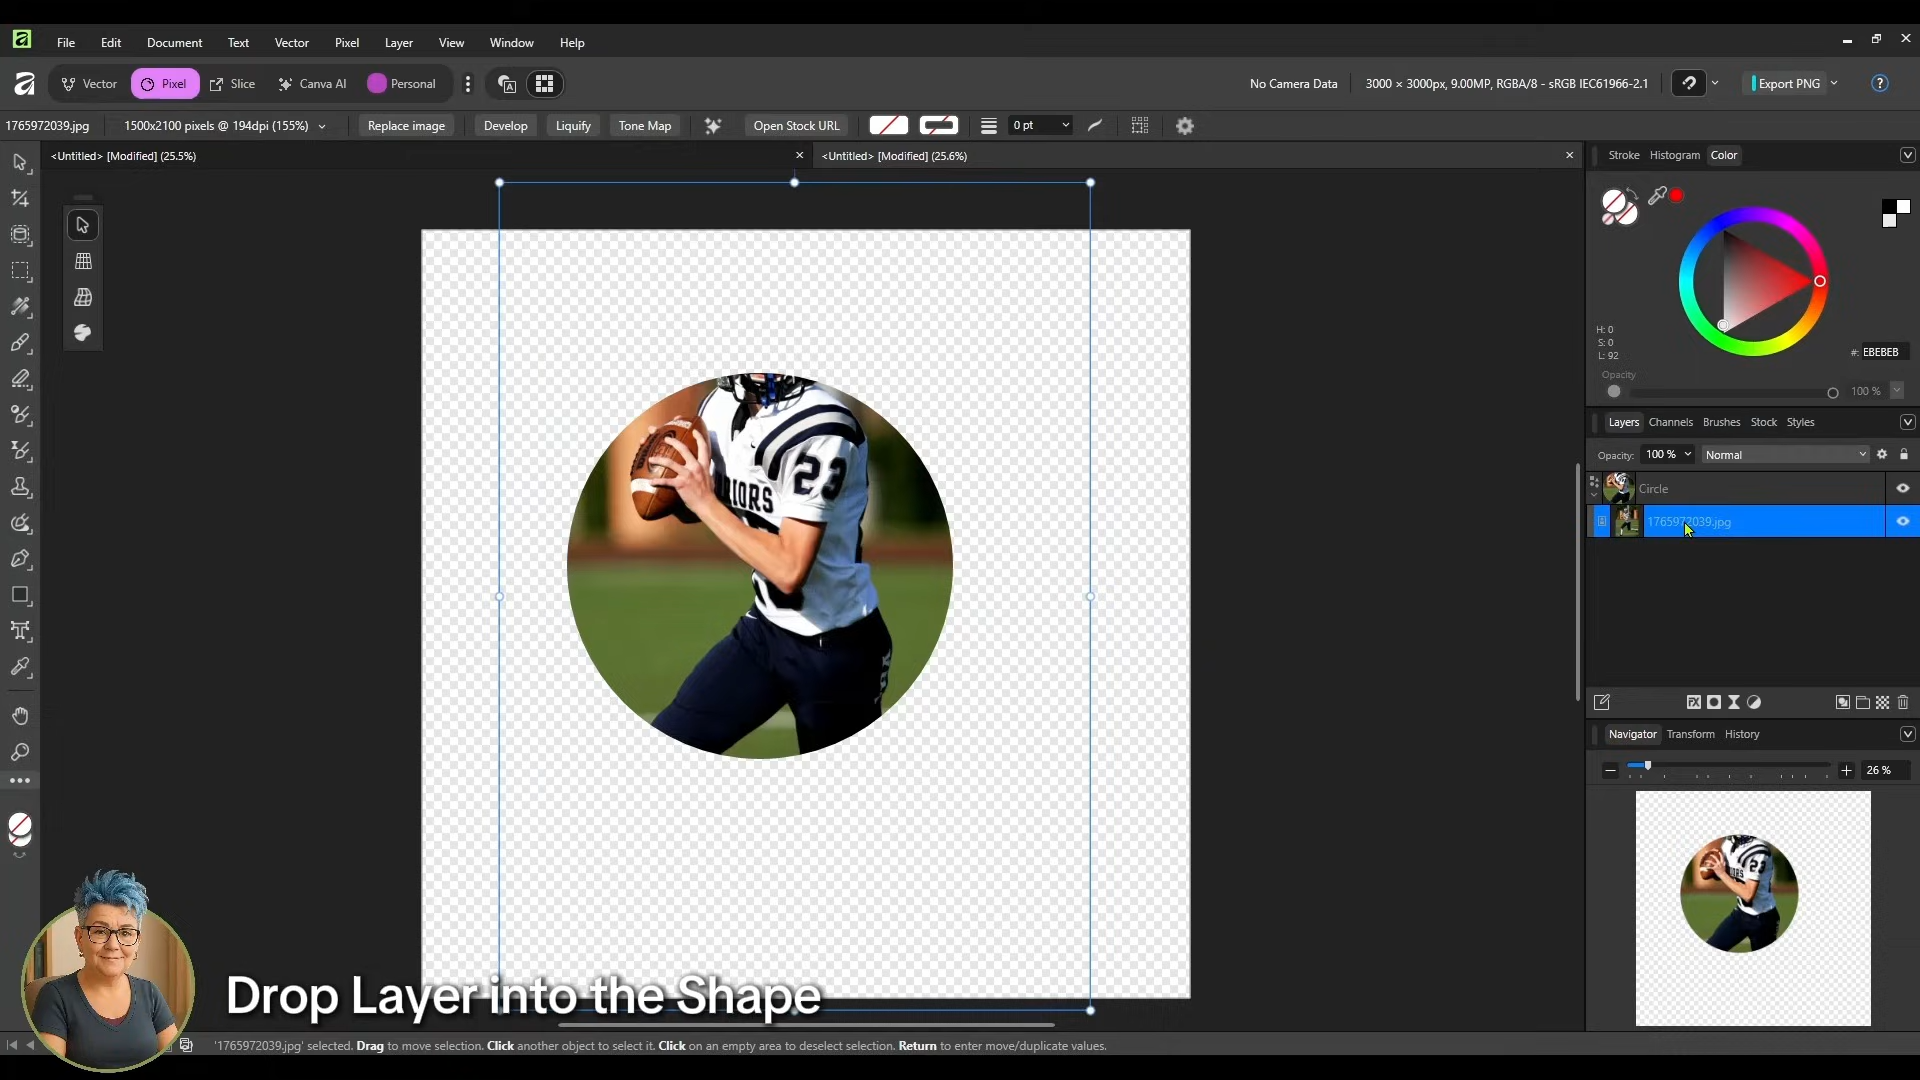 File Edit Document Text Vector Pixel Layer View Window Help
Vector Pixel Slice Canva AI Personal No Camera Data 3000 × 3000px, 9.00MP, RGBA/8 - sRGB IEC61966-2.1 Export PNG ?
1765972039.jpg 1500x2100 pixels @ 194dpi (155%) Replace image Develop Liquify Tone Map Open Stock URL 0 pt
<Untitled> [Modified] (25.5%) <Untitled> [Modified] (25.6%)
Stroke Histogram Color
H: 0
S: 0
L: 92
#: EBEBEB
Opacity
100 %
Layers Channels Brushes Stock Styles
Opacity: 100 % Normal
Circle
1765972039.jpg
23
RIORS
Navigator Transform History
26 %
Drop Layer into the Shape
'1765972039.jpg' selected. Drag to move selection. Click another object to select it. Click on an empty area to deselect selection. Return to enter move/duplicate values.